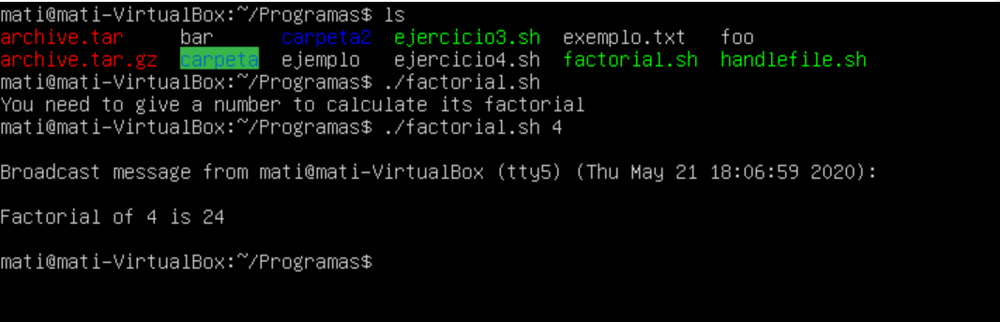 mati@mati-VirtualBox:~/Programas$ ls
archive.tar     bar      carpeta2  ejercicio3.sh  exemplo.txt   foo
archive.tar.gz  carpeta  ejemplo   ejercicio4.sh  factorial.sh  handlefile.sh
mati@mati-VirtualBox:~/Programas$ ./factorial.sh
You need to give a number to calculate its factorial
mati@mati-VirtualBox:~/Programas$ ./factorial.sh 4
Broadcast message from mati@mati-VirtualBox (tty5) (Thu May 21 18:06:59 2020):
Factorial of 4 is 24
mati@mati-VirtualBox:~/Programas$